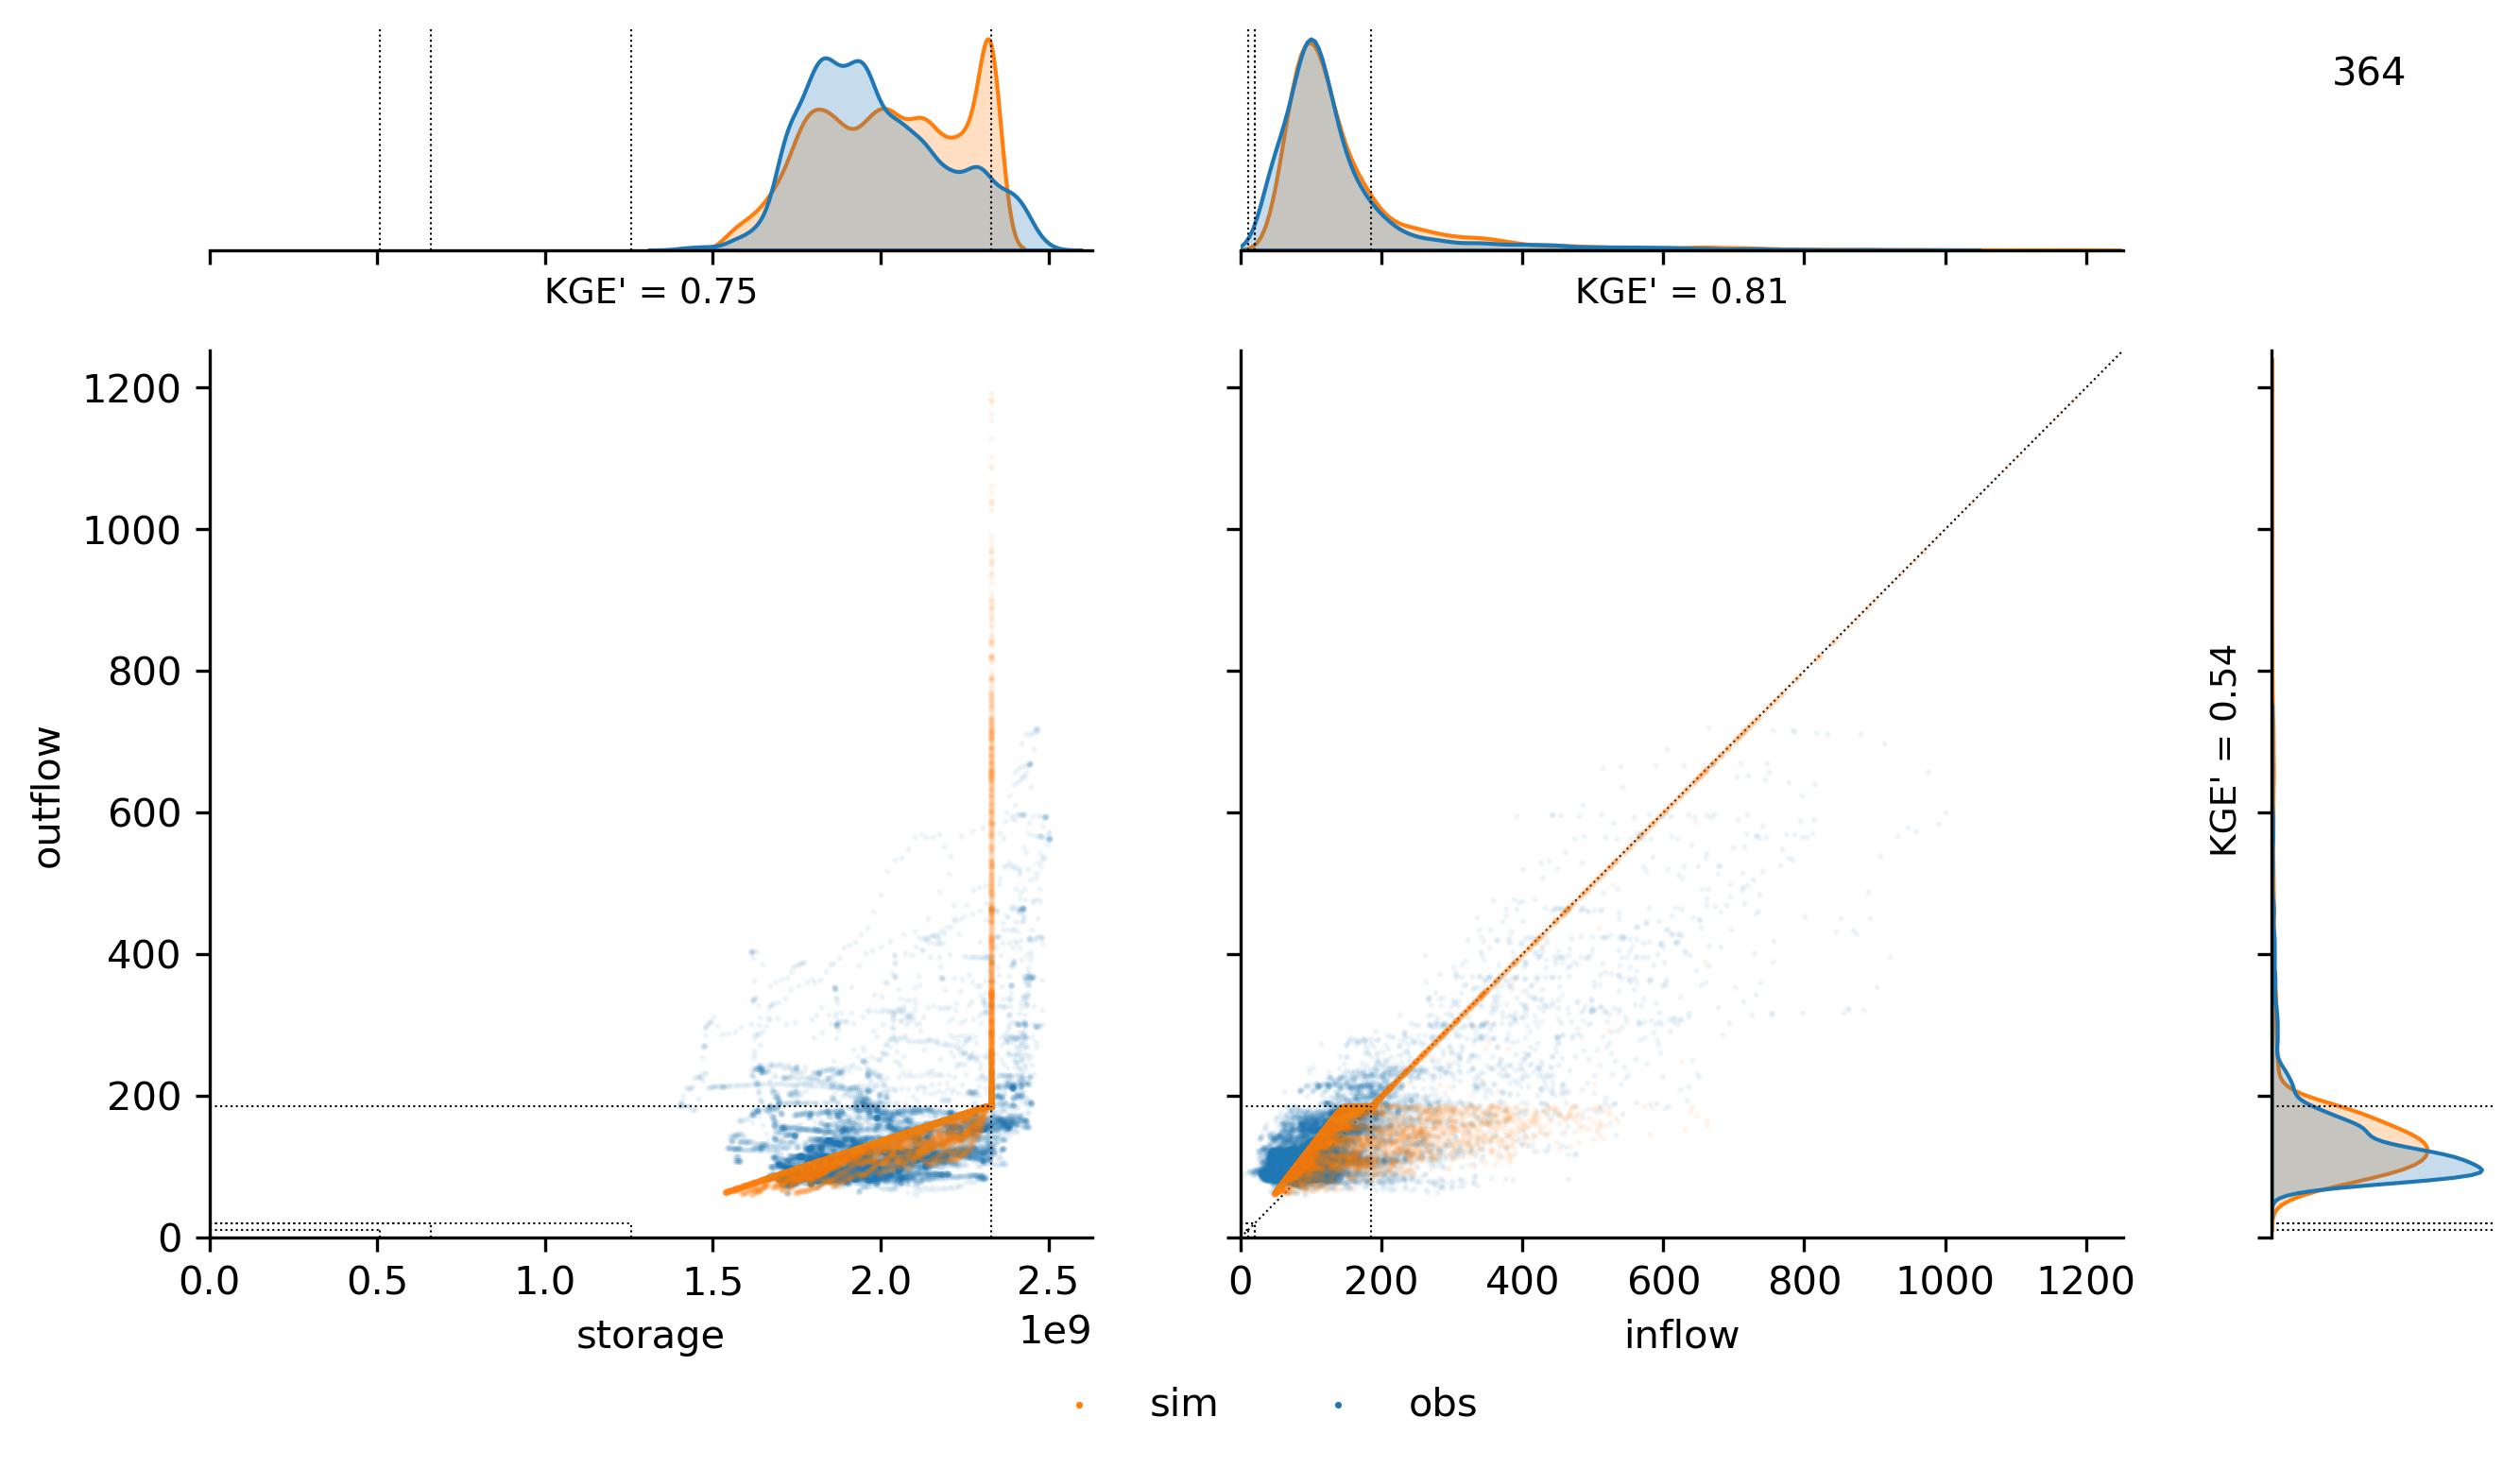 364
KGE' = 0.75
KGE' = 0.81
1200
1000
800
600
400
200
0
outflow
KGE' = 0.54
0.0 0.5 1.0 1.5 2.0 2.5
1e9
storage
0 200 400 600 800 1000 1200
inflow
sim obs